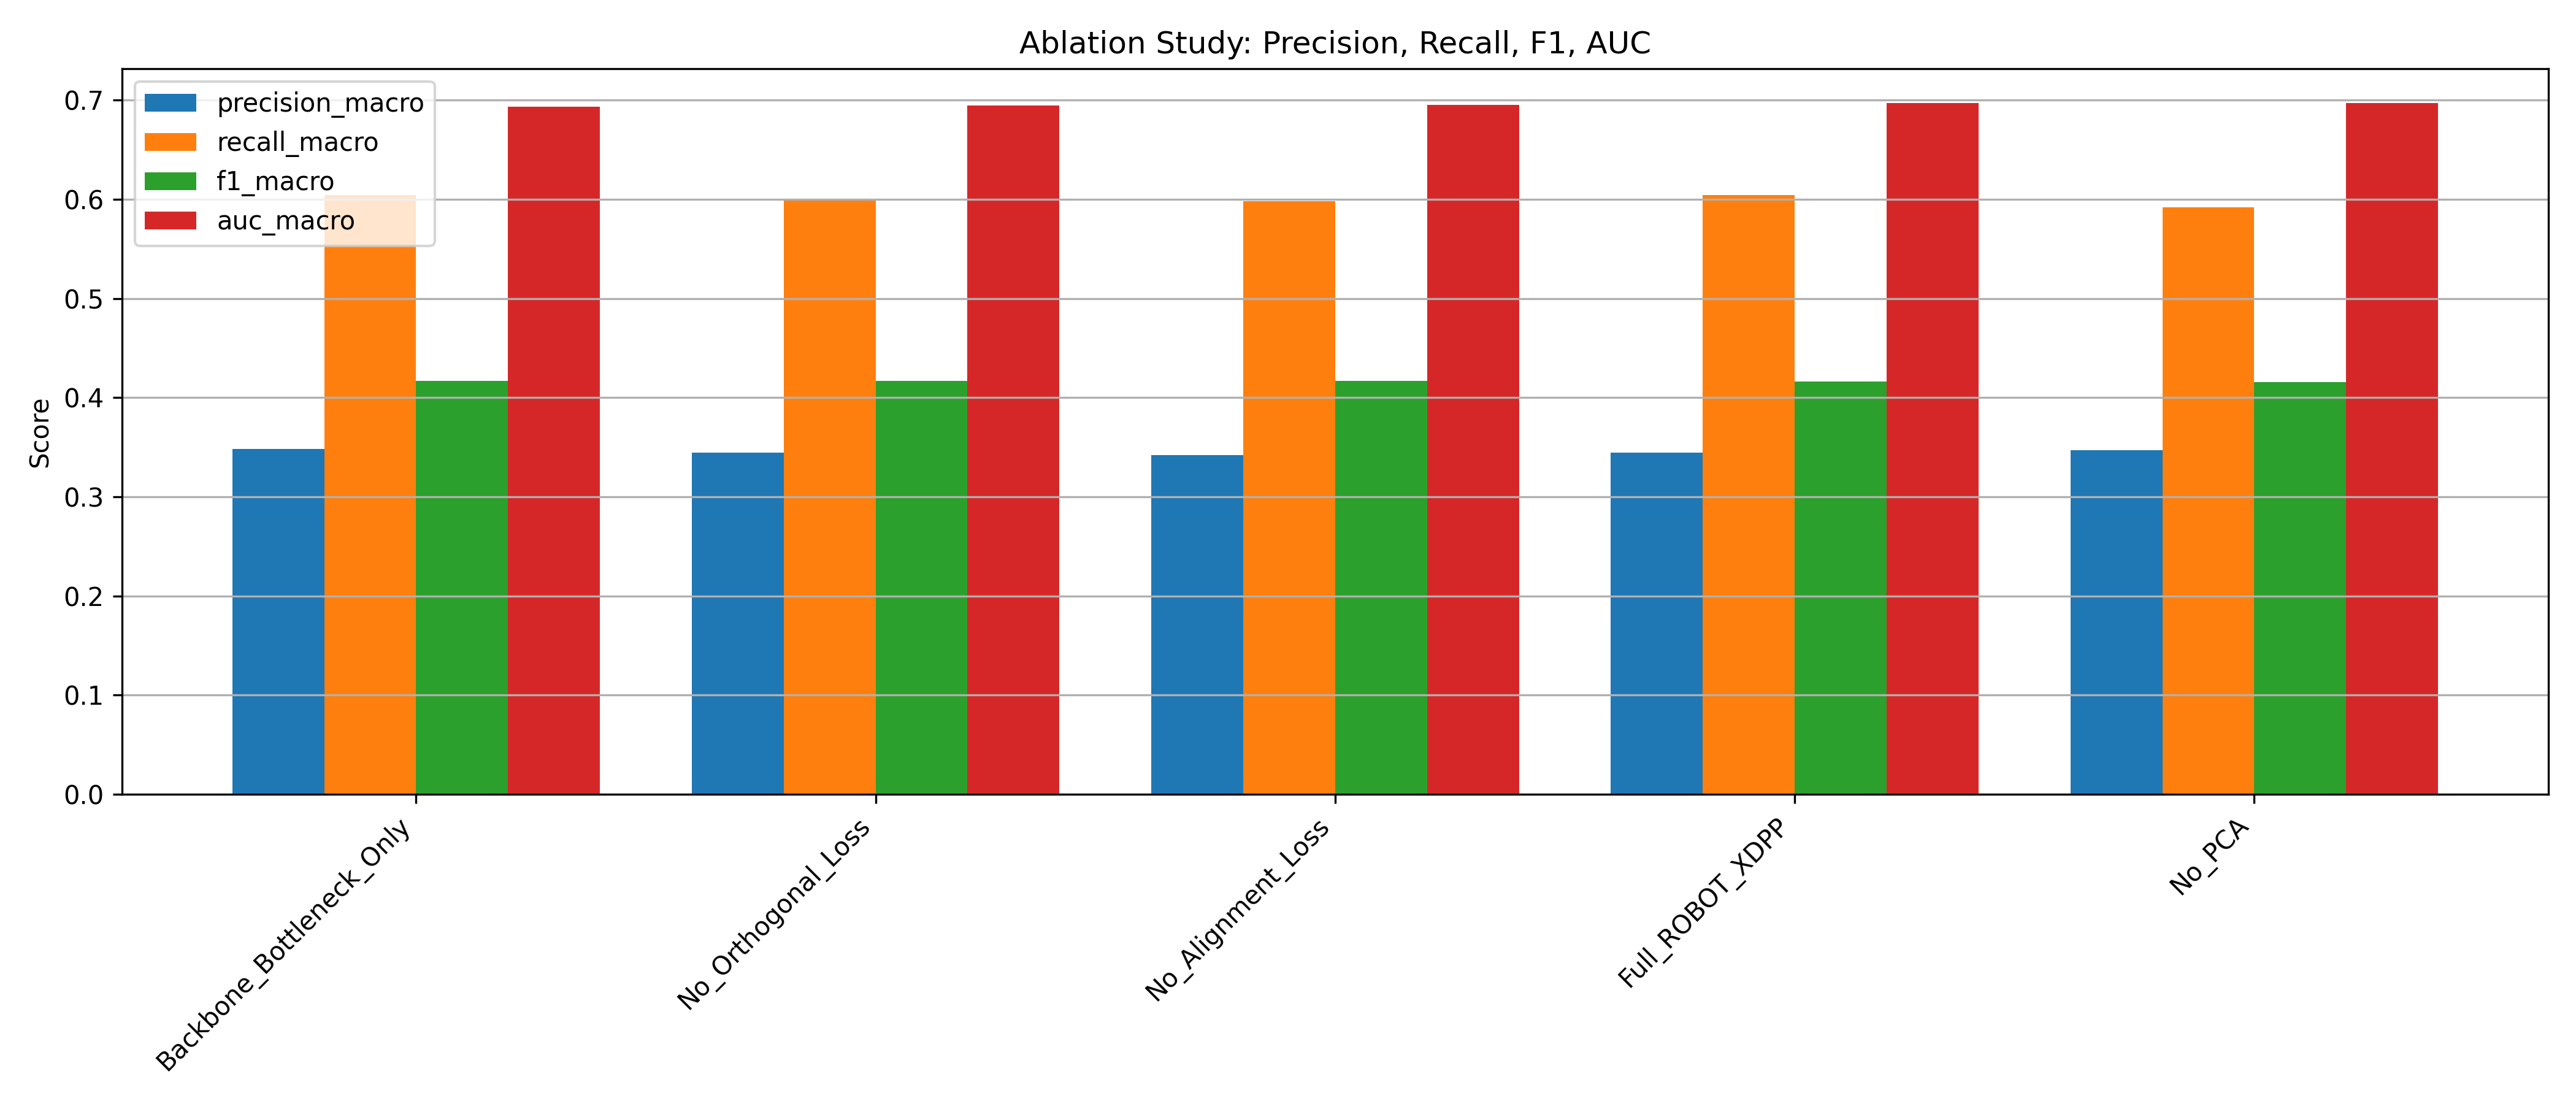 Ablation Study: Precision, Recall, F1, AUC
precision_macro
recall_macro
f1_macro
auc_macro
Score
0.7
0.6
0.5
0.4
0.3
0.2
0.1
0.0
Backbone_Bottleneck_Only
No_Orthogonal_Loss
No_Alignment_Loss
Full_ROBOT_XDPP
No_PCA